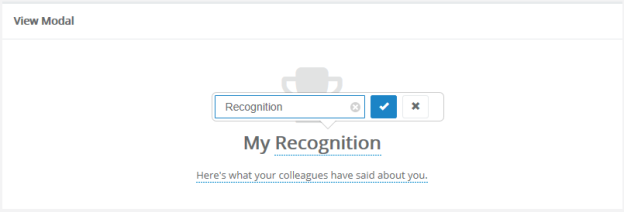 View Modal
Recognition
My Recognition
Here's what your colleagues have said about you.